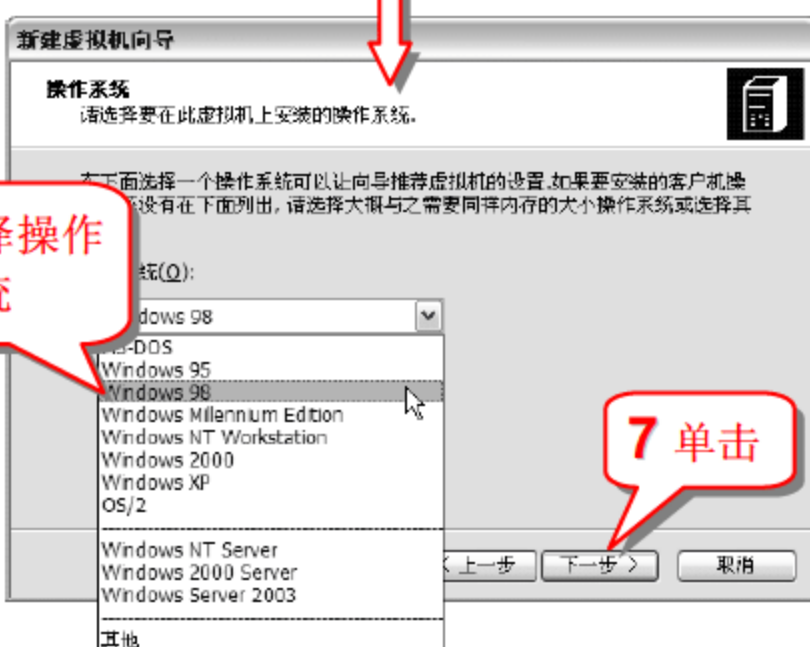 新建虚拟机向导
操作系统
请选择要在此虚拟机上安装的操作系统.
在下面选择一个操作系统可以让向导推荐虚拟机的设置.如果要安装的客户机操
没有在下面列出, 请选择大概与之需要同样内存的大小操作系统或选择其
择操作
统
统(O):
dows 98
MS-DOS
Windows 95
Windows 98
Windows Millennium Edition
Windows NT Workstation
Windows 2000
Windows XP
OS/2
Windows NT Server
Windows 2000 Server
Windows Server 2003
其他
7 单击
< 上一步
下一步 >
取消